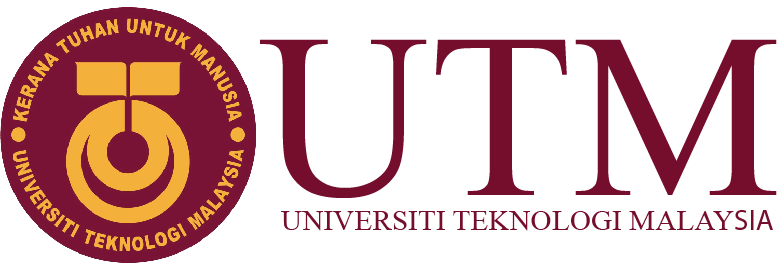 • KERANA TUHAN UNTUK MANUSIA •
UNIVERSITI TEKNOLOGI MALAYSIA
UTM
UNIVERSITI TEKNOLOGI MALAYSIA